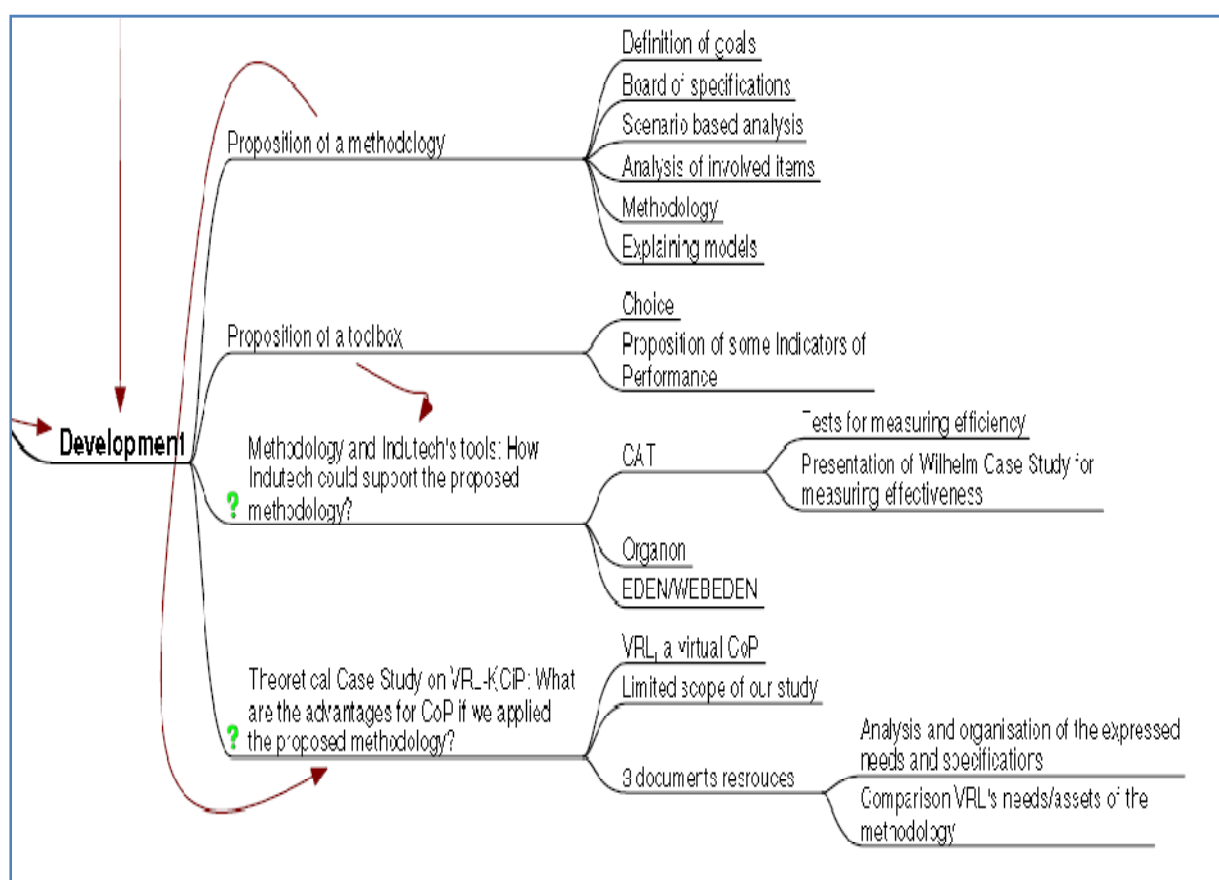 Definition of goals
Board of specifications
Scenario based analysis
Proposition of a methodology
Analysis of involved items
Methodology
Explaining models
Choice
Proposition of a toolbox
Proposition of some Indicators of
Performance
Development
Methodology and Indutech's tools: How
Indutech could support the proposed
? methodology?
CAT
Tests for measuring efficiency
Presentation of Wilhelm Case Study for
measuring effectiveness
Organon
EDEN/WEBEDEN
Theoretical Case Study on VRL-KCiP: What
are the advantages for CoP if we applied
? the proposed methodology?
VRL, a virtual CoP
Limited scope of our study
3 documents resrouces
Analysis and organisation of the expressed
needs and specifications
Comparison VRL's needs/assets of the
methodology